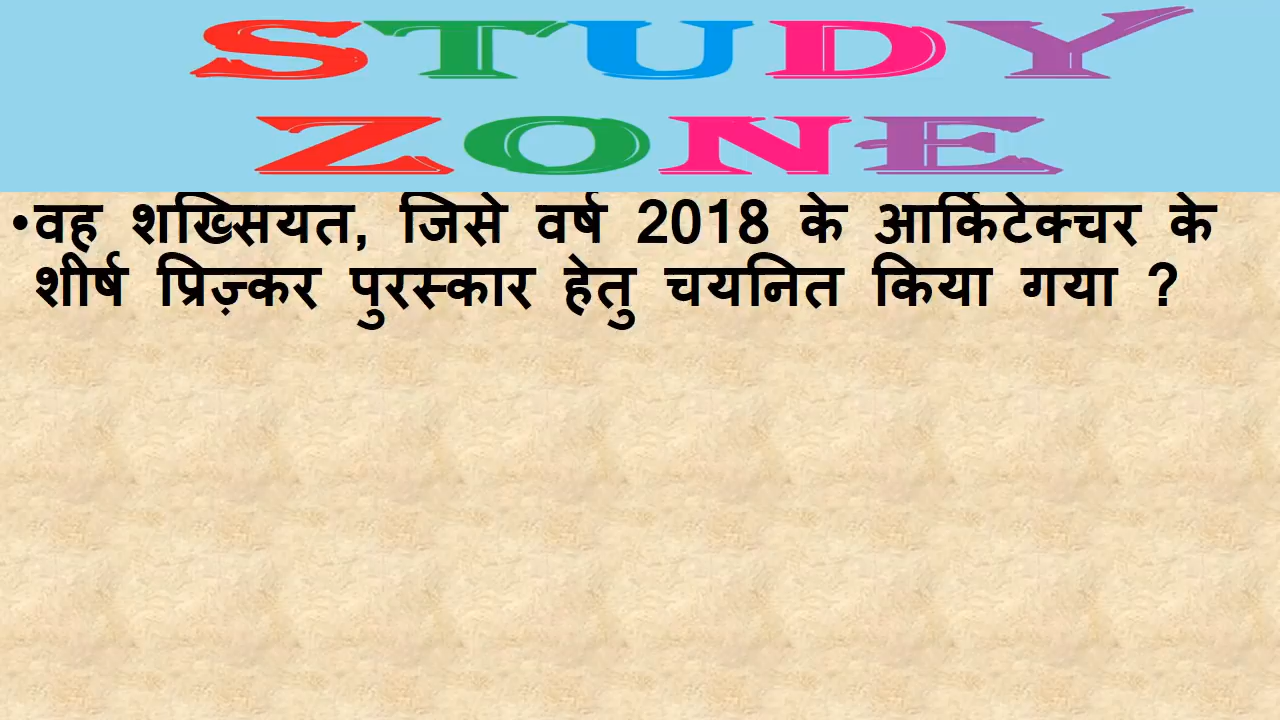 STUDY
ZONE
•वह शख्सियत, जिसे वर्ष 2018 के आर्किटेक्चर के
शीर्ष प्रिज़्कर पुरस्कार हेतु चयनित किया गया ?